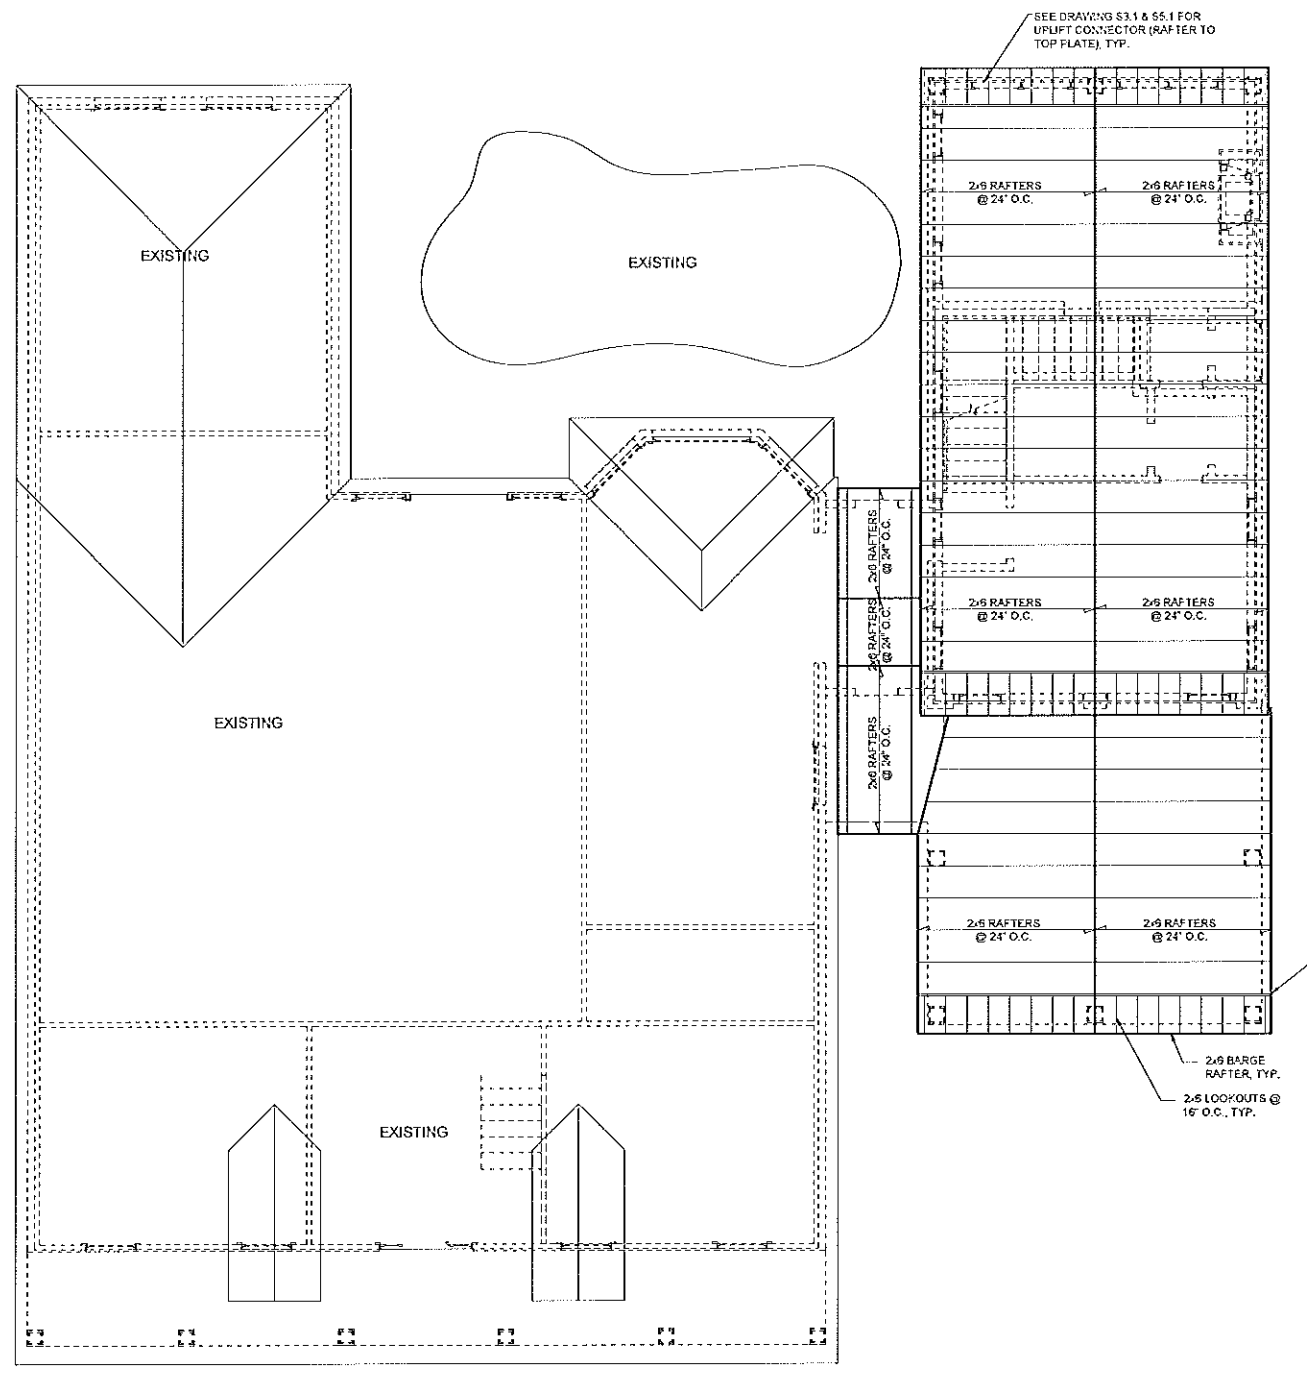 SEE DRAWING S3.1 & S5.1 FOR
UPLIFT CONNECTOR (RAFTER TO
TOP PLATE), TYP.
2x6 RAFTERS
@ 24" O.C.
2x6 RAFTERS
@ 24" O.C.
EXISTING
EXISTING
2x6 RAFTERS
@ 24" O.C.
2x6 RAFTERS
@ 24" O.C.
2x6 RAFTERS
@ 24" O.C.
2x6 RAFTERS
@ 24" O.C.
EXISTING
2x6 RAFTERS
@ 24" O.C.
2x6 RAFTERS
@ 24" O.C.
2x6 RAFTERS
@ 24" O.C.
2x6 BARGE
RAFTER, TYP.
2x6 LOOKOUTS @
16" O.C., TYP.
EXISTING